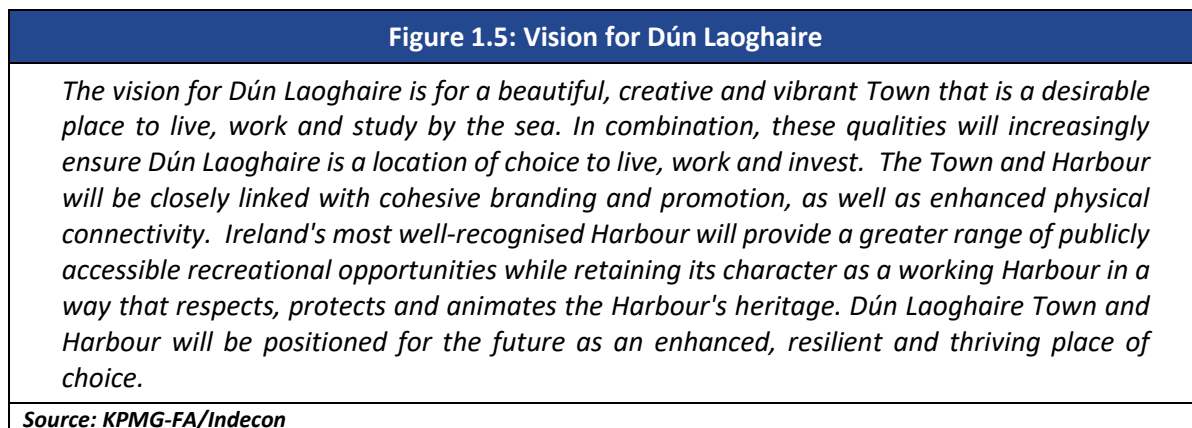 Figure 1.5: Vision for Dún Laoghaire
The vision for Dún Laoghaire is for a beautiful, creative and vibrant Town that is a desirable
place to live, work and study by the sea. In combination, these qualities will increasingly
ensure Dún Laoghaire is a location of choice to live, work and invest.  The Town and Harbour
will be closely linked with cohesive branding and promotion, as well as enhanced physical
connectivity.  Ireland's most well-recognised Harbour will provide a greater range of publicly
accessible recreational opportunities while retaining its character as a working Harbour in a
way that respects, protects and animates the Harbour's heritage. Dún Laoghaire Town and
Harbour will be positioned for the future as an enhanced, resilient and thriving place of
choice.
Source: KPMG-FA/Indecon